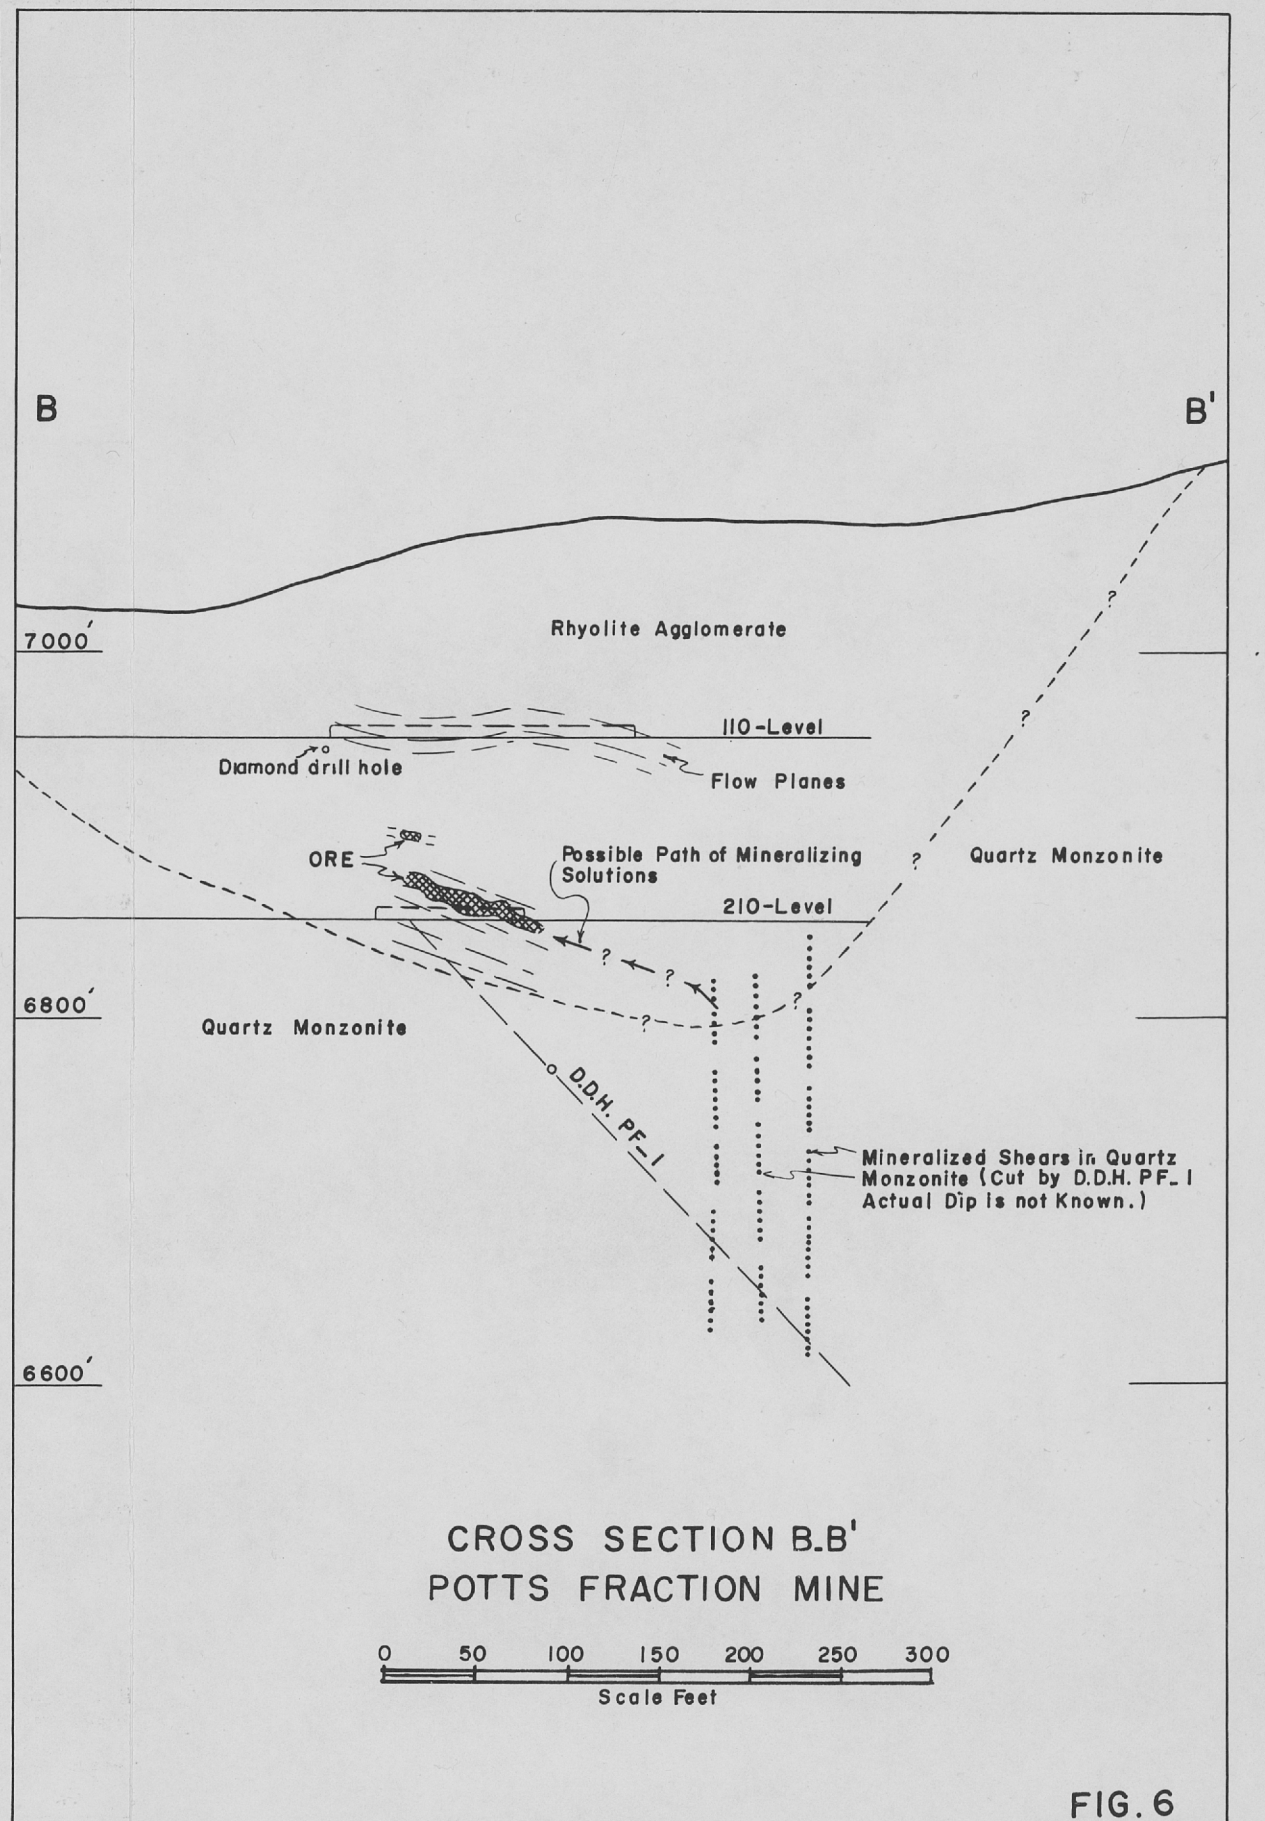 B
B'
Rhyolite Agglomerate
7000'
110-Level
Diamond drill hole
Flow Planes
ORE
Possible Path of Mineralizing
Solutions
Quartz Monzonite
210-Level
?
?
?
?
?
?
?
6800'
Quartz Monzonite
D.D.H. PF-1
Mineralized Shears in Quartz
Monzonite (Cut by D.D.H. PF-1
Actual Dip is not Known.)
6600'
CROSS SECTION B-B'
POTTS FRACTION MINE
0 50 100 150 200 250 300
Scale Feet
FIG. 6